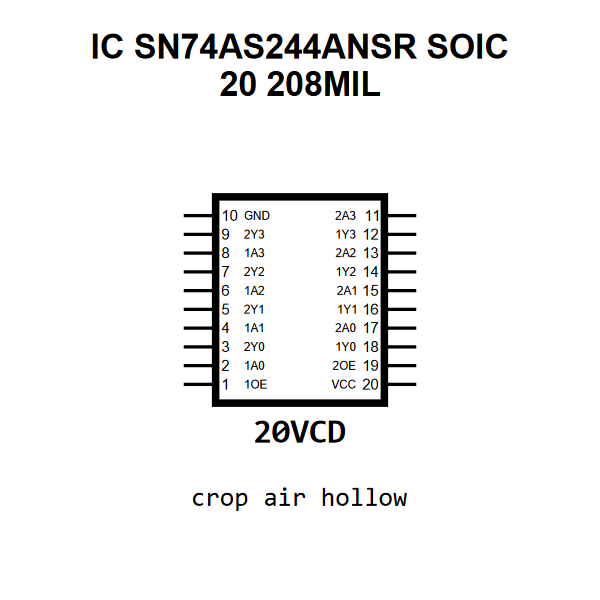 IC SN74AS244ANSR SOIC
20 208MIL
10 GND 2A3 11
9 2Y3 1Y3 12
8 1A3 2A2 13
7 2Y2 1Y2 14
6 1A2 2A1 15
5 2Y1 1Y1 16
4 1A1 2A0 17
3 2Y0 1Y0 18
2 1A0 2OE 19
1 1OE VCC 20
20VCD
crop air hollow